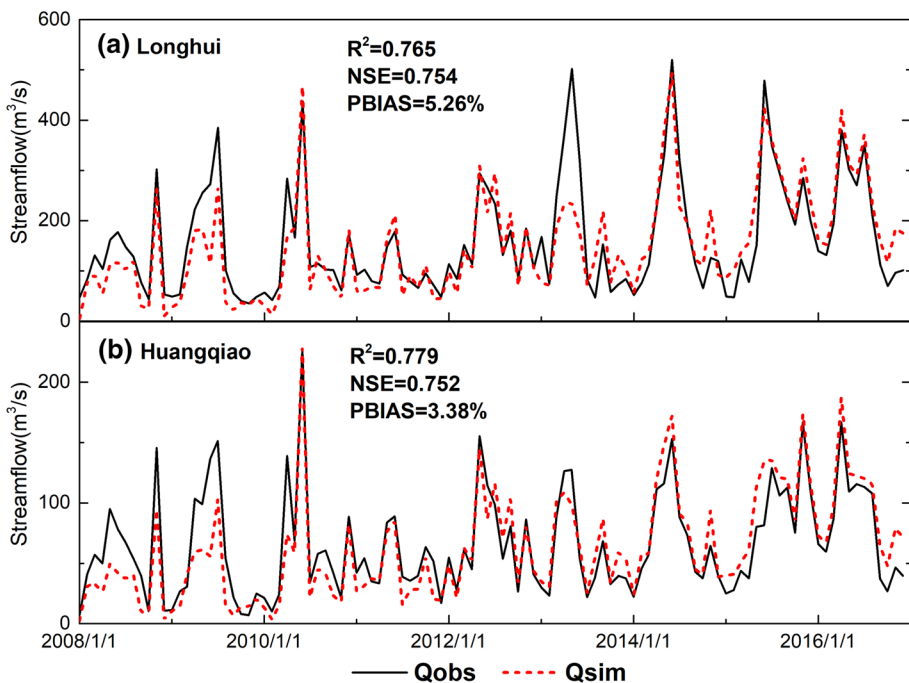 600
(a) Longhui
R²=0.765
NSE=0.754
PBIAS=5.26%
400
Streamflow(m³/s)
200
0
(b) Huangqiao
R²=0.779
NSE=0.752
PBIAS=3.38%
200
Streamflow(m³/s)
100
0
2008/1/1 2010/1/1 2012/1/1 2014/1/1 2016/1/1
Qobs Qsim